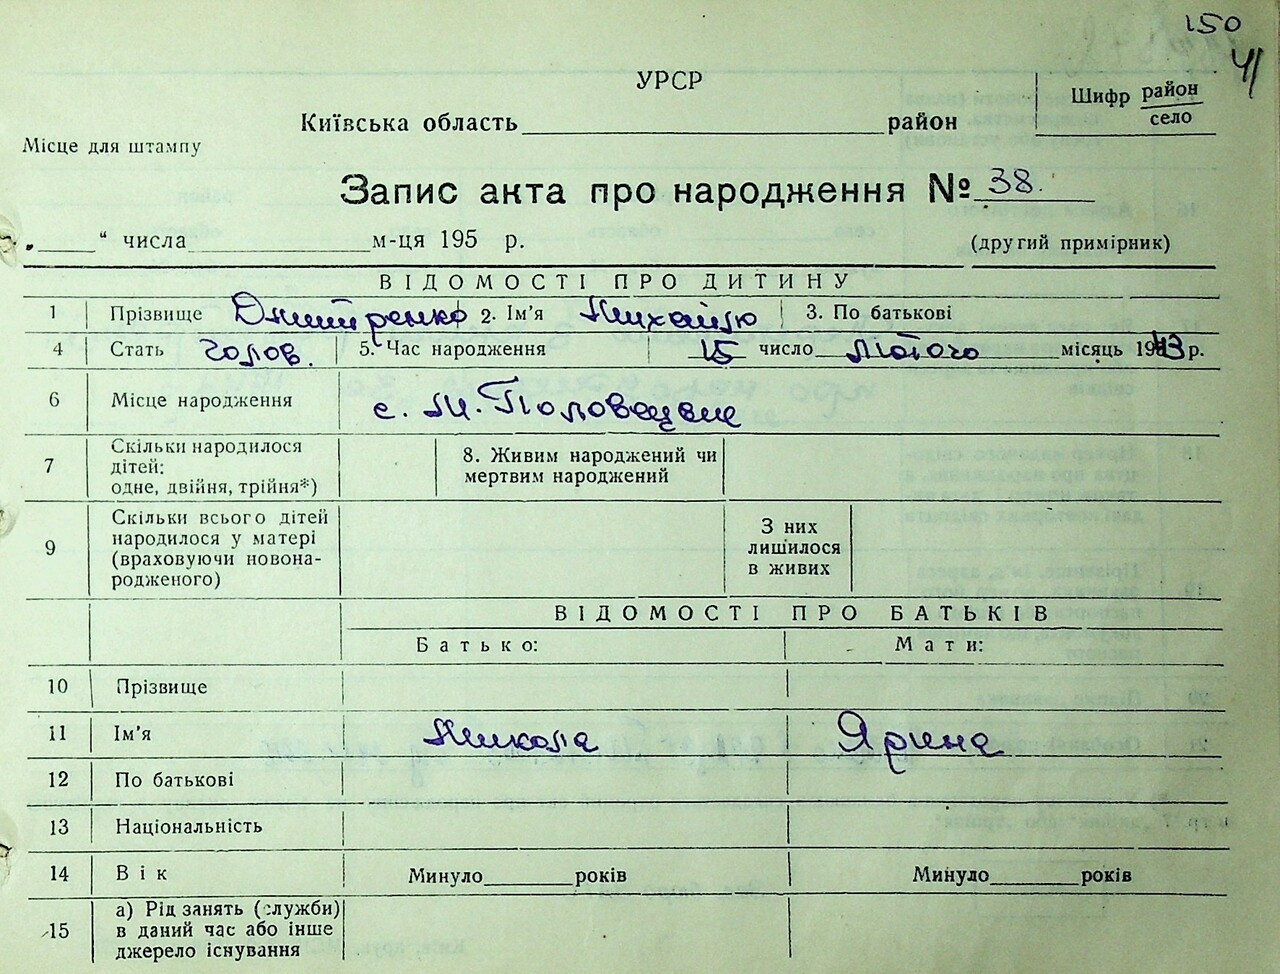 150
41
УРСР
Київська область район
Шифр район
село
Місце для штампу
Запис акта про народження № 38.
„ “ числа м-ця 195 р. (другий примірник)
ВІДОМОСТІ ПРО ДИТИНУ
1 Прізвище Дмитренко 2. Ім'я Михайло 3. По батькові
4 Стать чолов. 5. Час народження 15 число Лютого місяць 1943 р.
6 Місце народження с. М. Половецьке
7 Скільки народилося
дітей:
одне, двійня, трійня*)
8. Живим народжений чи
мертвим народжений
9 Скільки всього дітей
народилося у матері
(враховуючи новона-
родженого)
З них
лишилося
в живих
ВІДОМОСТІ ПРО БАТЬКІВ
Батько: Мати:
10 Прізвище
11 Ім'я Микола Ярина
12 По батькові
13 Національність
14 Вік Минуло років Минуло років
15 а) Рід занять (служби)
в даний час або інше
джерело існування